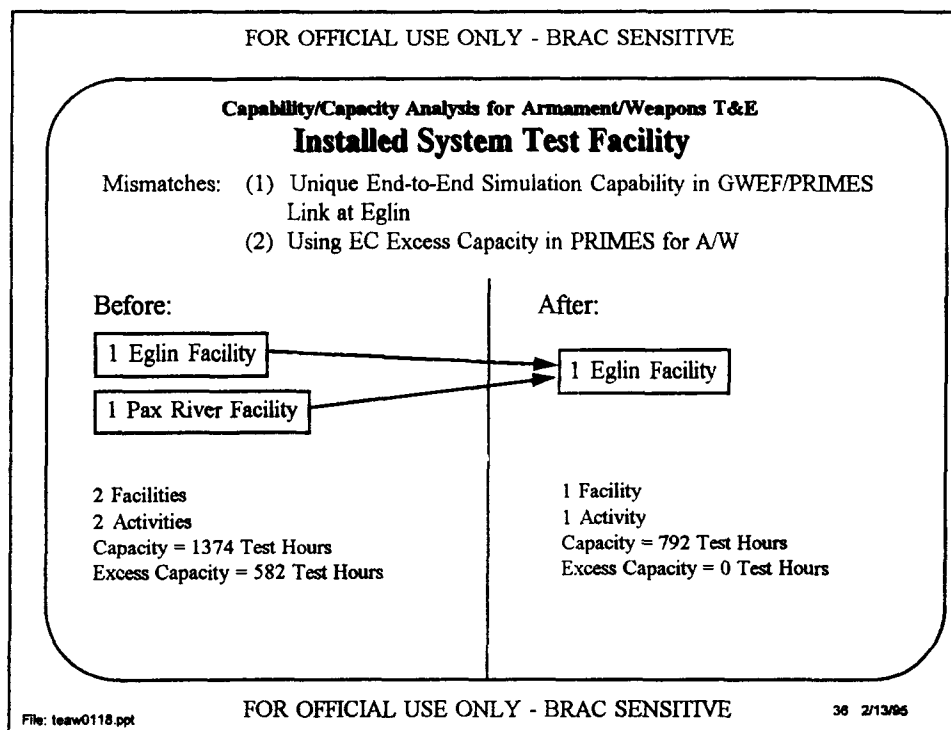 FOR OFFICIAL USE ONLY - BRAC SENSITIVE
Capability/Capacity Analysis for Armament/Weapons T&E
Installed System Test Facility
Mismatches: (1) Unique End-to-End Simulation Capability in GWEF/PRIMES
Link at Eglin
(2) Using EC Excess Capacity in PRIMES for A/W
Before:
1 Eglin Facility
1 Pax River Facility
2 Facilities
2 Activities
Capacity = 1374 Test Hours
Excess Capacity = 582 Test Hours
After:
1 Eglin Facility
1 Facility
1 Activity
Capacity = 792 Test Hours
Excess Capacity = 0 Test Hours
File: teaw0118.ppt
FOR OFFICIAL USE ONLY - BRAC SENSITIVE
36 2/13/95